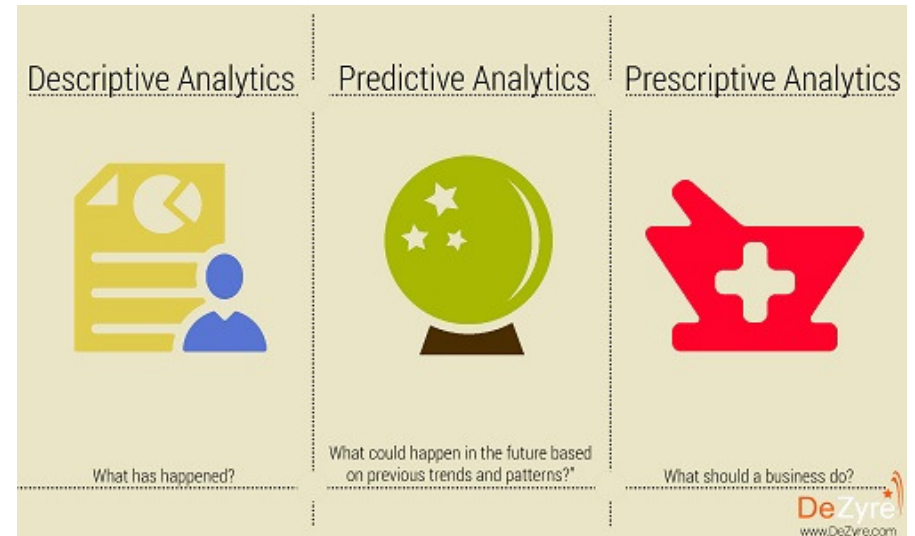 Descriptive Analytics
Predictive Analytics
Prescriptive Analytics
What has happened?
What could happen in the future based
on previous trends and patterns?"
What should a business do?
DeZyre
www.DeZyre.com